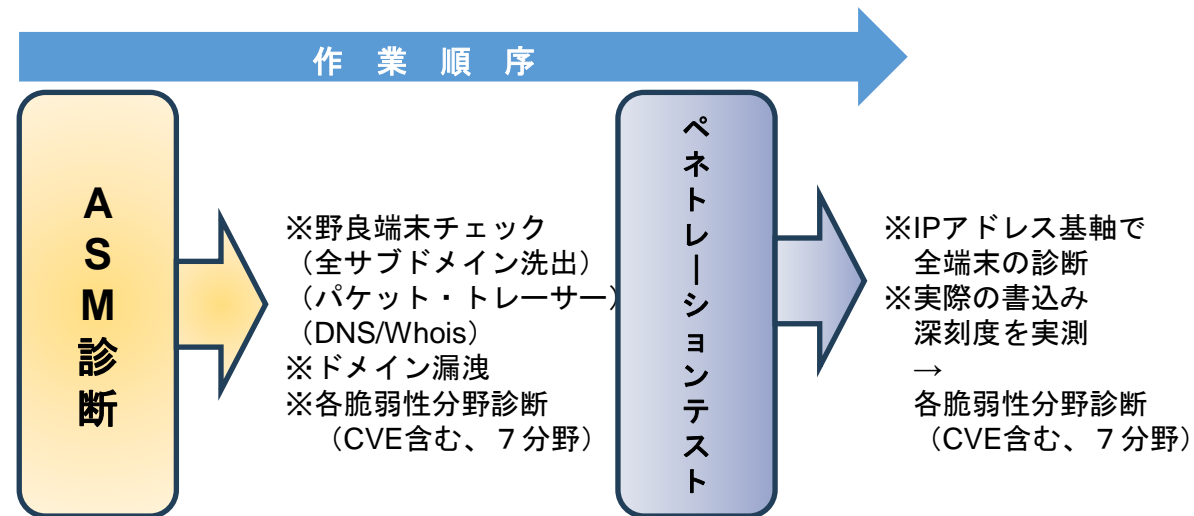 作業順序
ASM診断
※野良端末チェック
（全サブドメイン洗出）
（パケット・トレーサー）
（DNS/Whois）
※ドメイン漏洩
※各脆弱性分野診断
（CVE含む、７分野）
ペネトレーションテスト
※IPアドレス基軸で
全端末の診断
※実際の書込み
深刻度を実測
→
各脆弱性分野診断
（CVE含む、７分野）